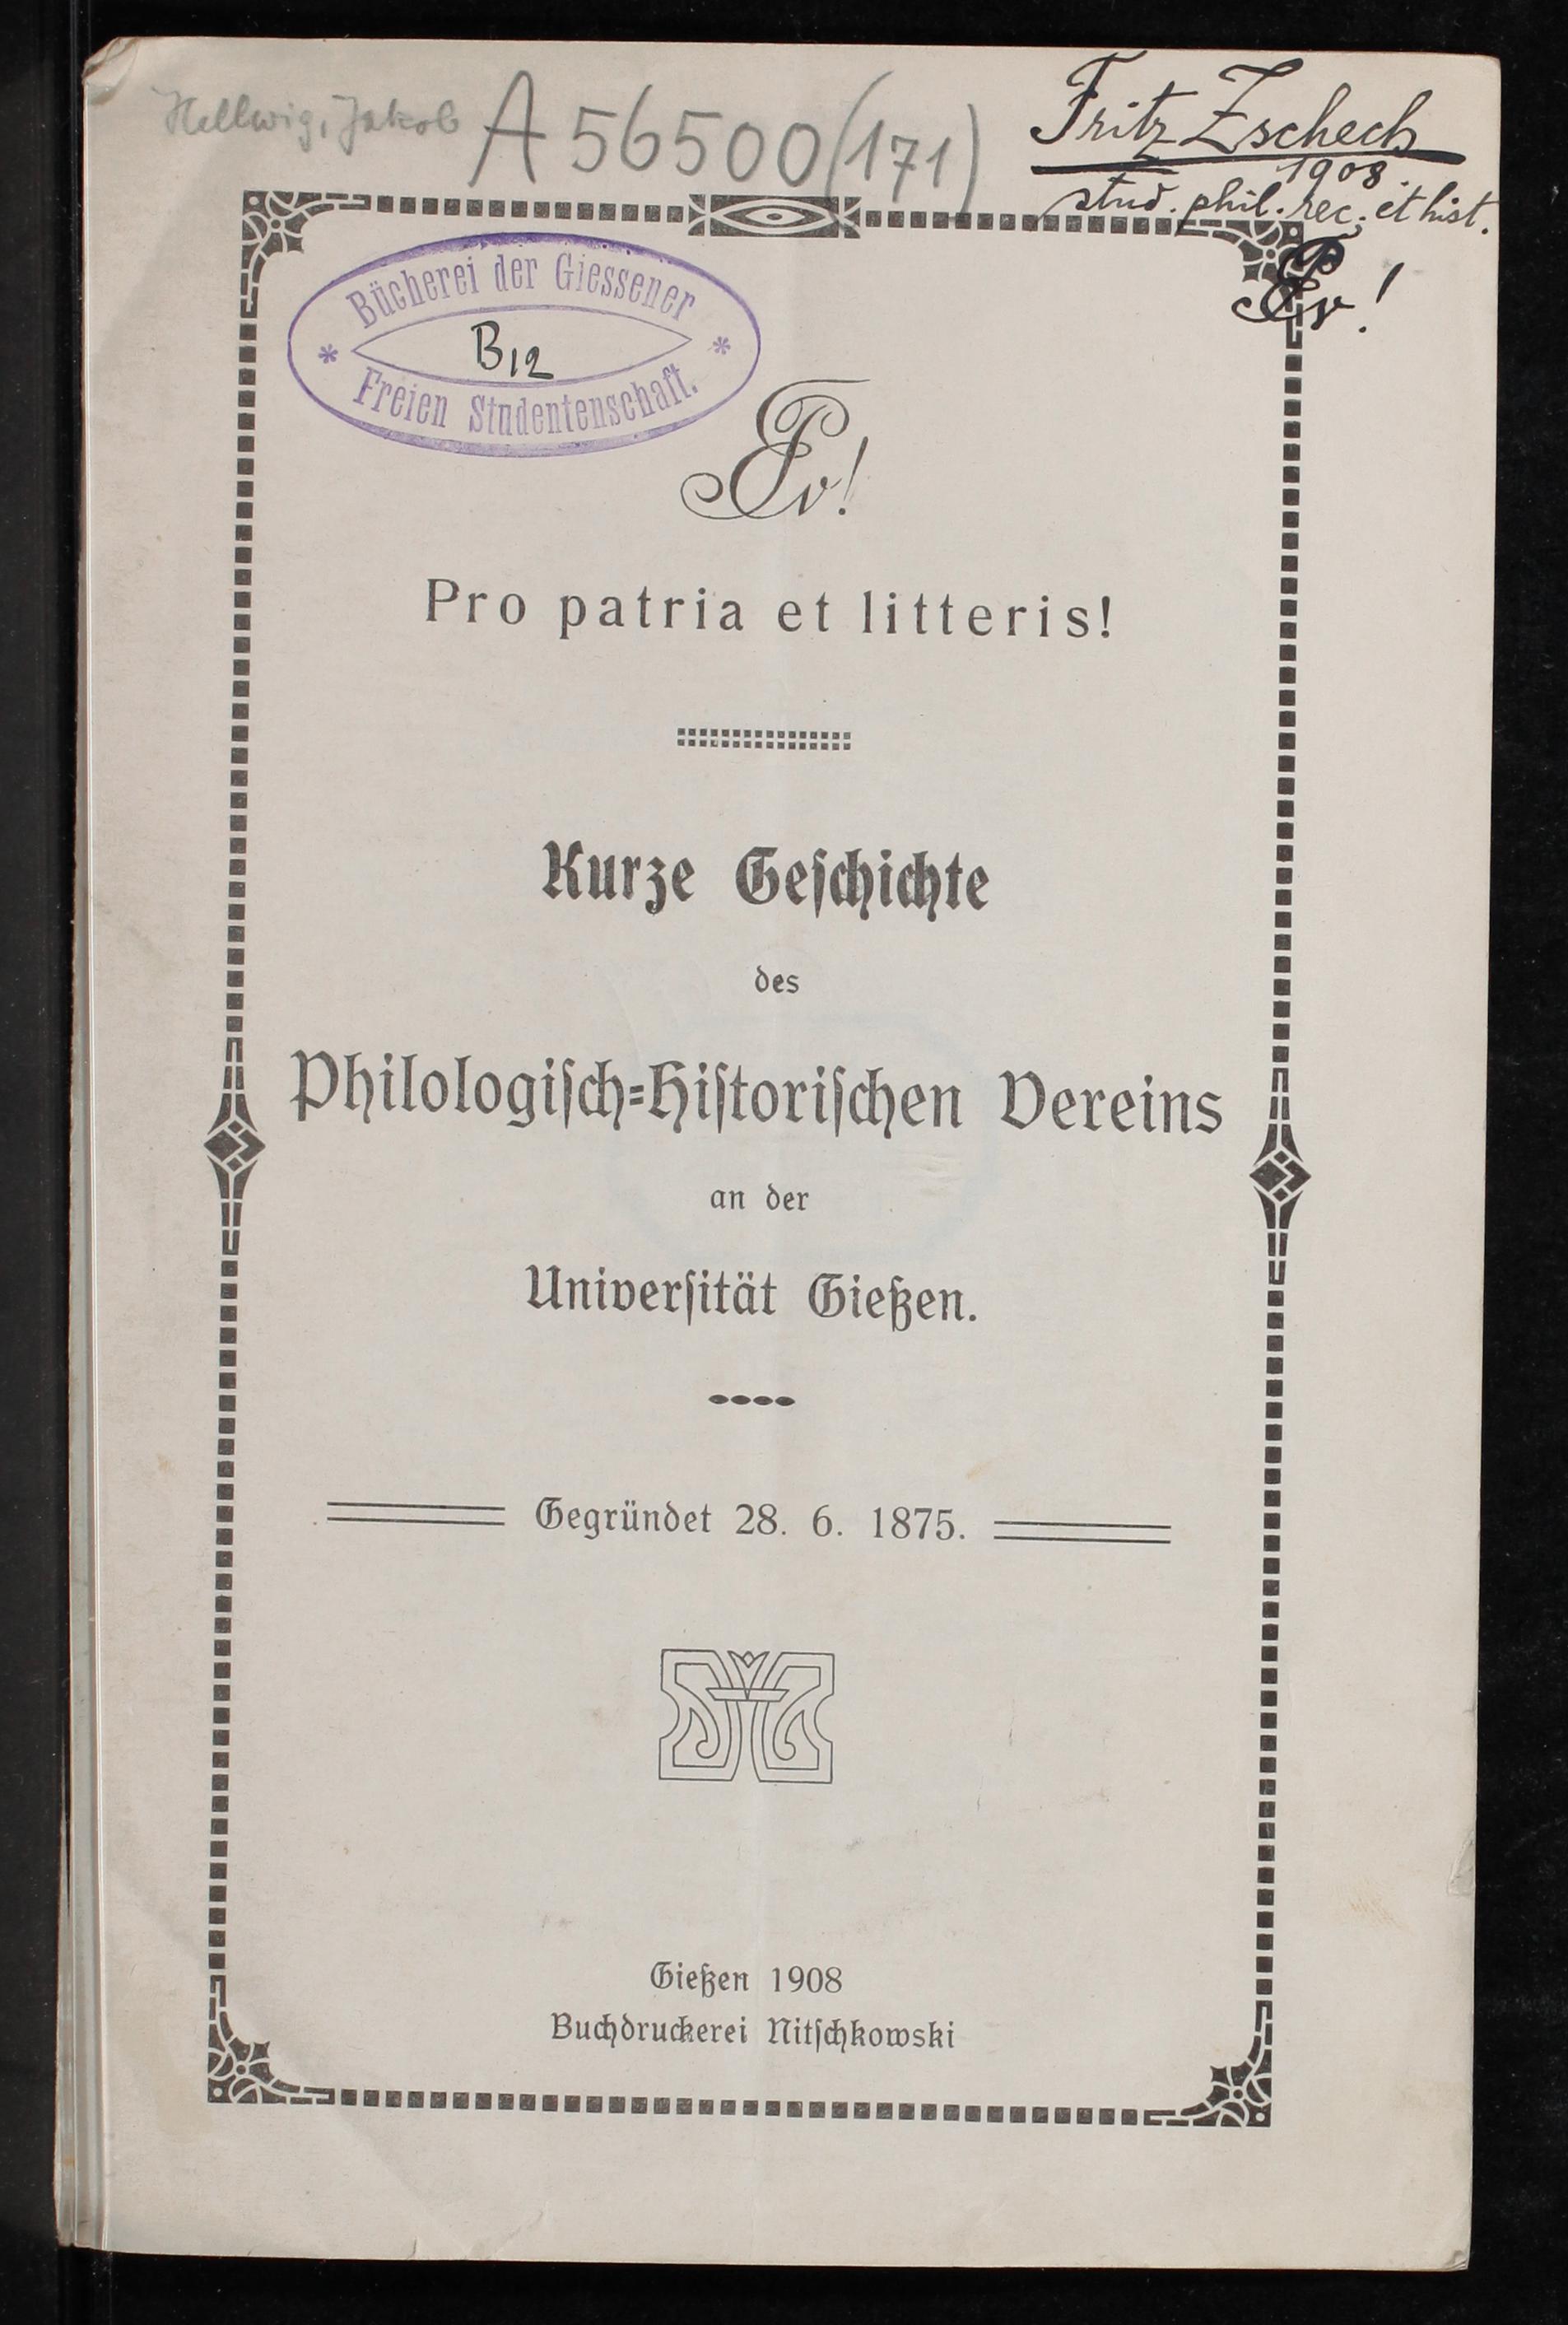 Hellwig, Jakob
A 56500 (171)
Fritz Zschech
1908.
stud. phil. rec. et hist.
Bücherei der Giessener
B12
Freien Studentenschaft.
Pro patria et litteris!
Kurze Geſchichte
des
Philologiſch-Hiſtoriſchen Vereins
an der
Univerſität Gießen.
Gegründet 28. 6. 1875.
Gießen 1908
Buchdruckerei Nitſchkowski